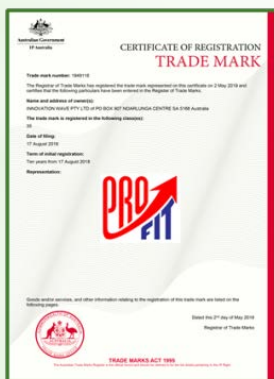 Australian Government
IP Australia
CERTIFICATE OF REGISTRATION
TRADE MARK
Trade mark number: 1949116
The Registrar of Trade Marks has registered the trade mark represented on this certificate on 2 May 2019 and
certifies that the following particulars have been entered in the Register of Trade Marks.
Name and address of owner(s):
INNOVATION WAVE PTY LTD of PO BOX 907 NOARLUNGA CENTRE SA 5168 Australia
The trade mark is registered in the following class(es):
Date of filing:
17 August 2018
Term of initial registration:
Ten years from 17 August 2018
Representation:
PRO
FIT
Goods and/or services, and other information relating to the registration of this trade mark are listed on the
following pages.
Dated this 2nd day of May 2019
Registrar of Trade Marks
TRADE MARKS ACT 1995